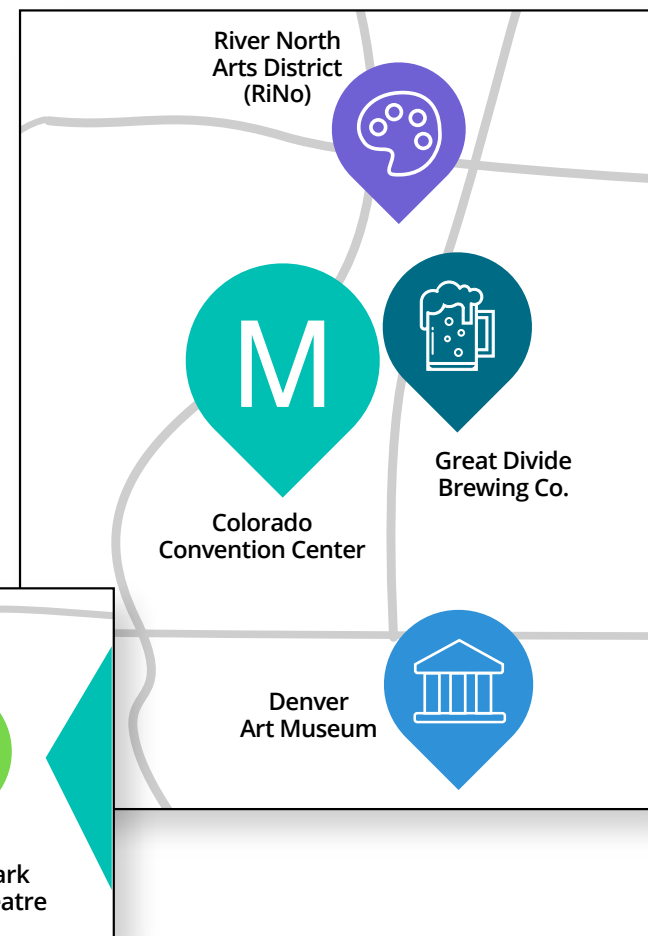 River North
Arts District
(RiNo)
M
Great Divide
Brewing Co.
Colorado
Convention Center
Denver
Art Museum